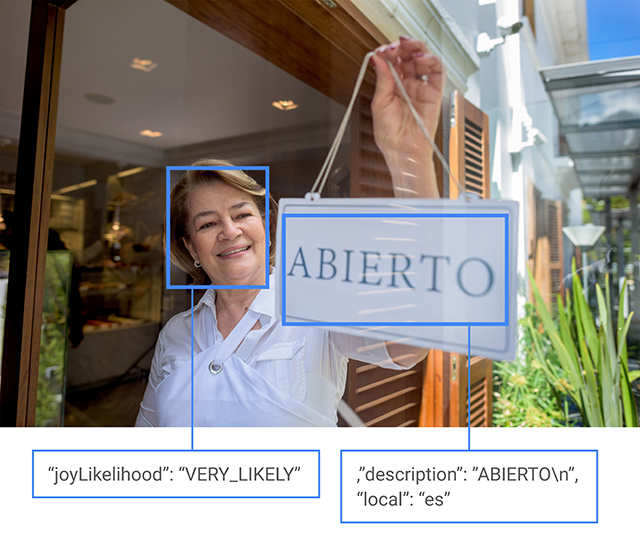 ABIERTO
“joyLikelihood”: “VERY_LIKELY”
,”description”: ”ABIERTO\n”,
“local”: “es”